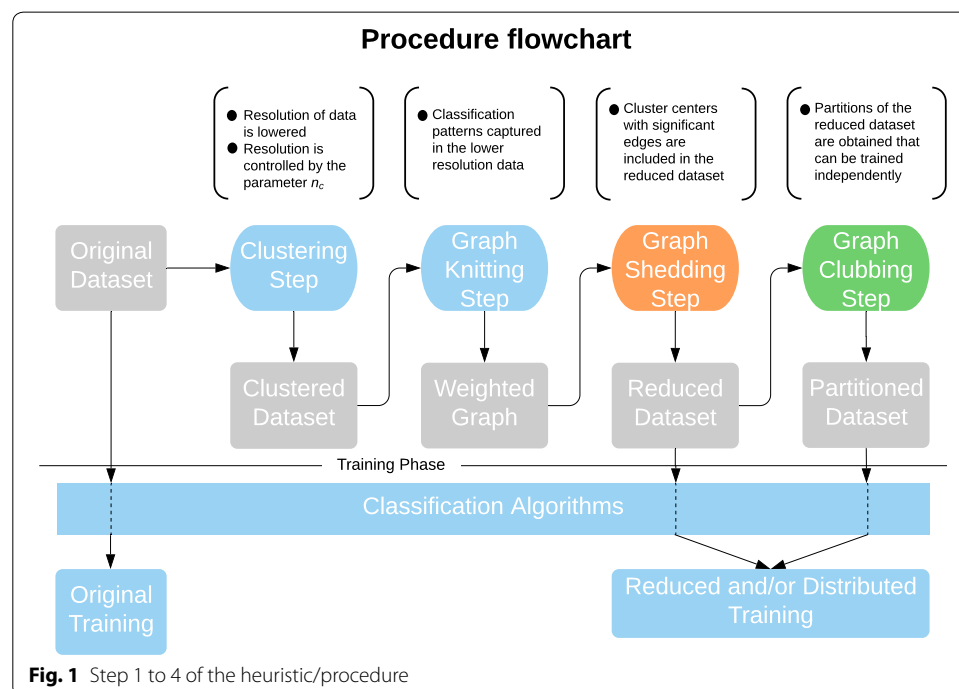 Procedure flowchart
● Resolution of data
is lowered
● Resolution is
controlled by the
parameter nc
● Classification
patterns captured
in the lower
resolution data
● Cluster centers
with significant
edges are
included in the
reduced dataset
● Partitions of the
reduced dataset
are obtained that
can be trained
independently
Original
Dataset
Clustering
Step
Graph
Knitting
Step
Graph
Shedding
Step
Graph
Clubbing
Step
Clustered
Dataset
Weighted
Graph
Reduced
Dataset
Partitioned
Dataset
Training Phase
Classification Algorithms
Original
Training
Reduced and/or Distributed
Training
Fig. 1 Step 1 to 4 of the heuristic/procedure